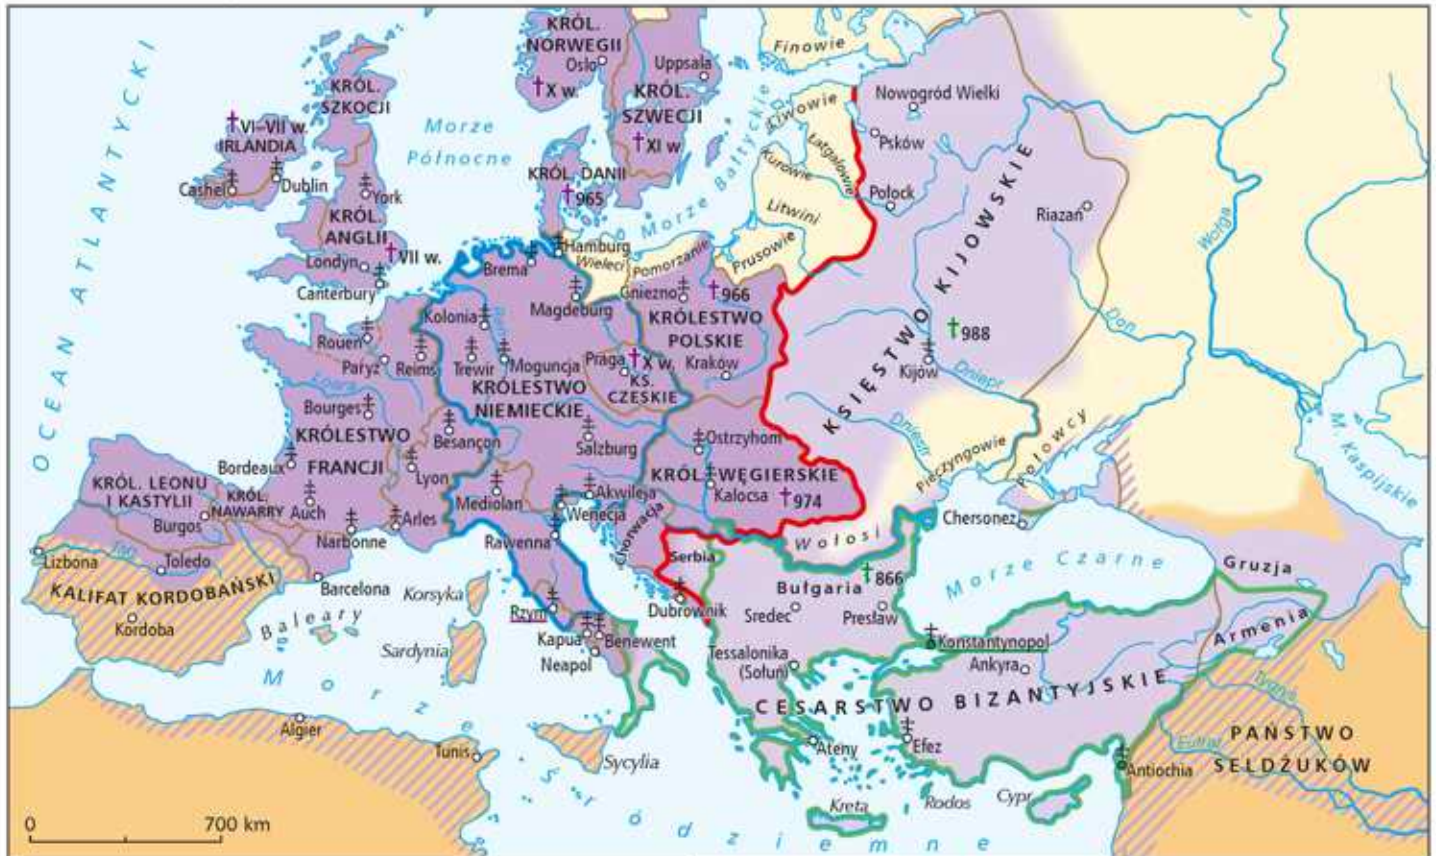 OCEAN ATLANTYCKI
KRÓL.
SZKOCJI
†VI–VII w.
IRLANDIA
Cashel
Dublin
York
KRÓL.
ANGLII
†VII w.
Londyn
Canterbury
Morze
Północne
KRÓL.
NORWEGII
Oslo
†X w.
Uppsala
KRÓL.
SZWECJI
†XI w
KRÓL. DANII
†965
Morze Bałtyckie
Finowie
Liwowie
Łatgalowie
Kurowie
Litwini
Prusowie
Pomorzanie
Wieleci
Nowogród Wielki
Psków
Połock
Riazań
KSIĘSTWO KIJOWSKIE
†988
Kijów
Dniepr
Dniestr
Don
Wołga
M. Kaspijskie
Hamburg
Brema
Magdeburg
Gniezno
†966
KRÓLESTWO
POLSKIE
Kraków
Kolonia
Ren
Trewir
Moguncja
Praga
†X w.
KS.
CZESKIE
KRÓLESTWO
NIEMIECKIE
Salzburg
Rouen
Paryż
Reims
Loara
Bourges
Besançon
KRÓLESTWO
FRANCJI
Bordeaux
Lyon
Auch
Arles
Narbonne
KRÓL. LEONU
I KASTYLII
KRÓL.
NAWARRY
Burgos
Lizbona
Toledo
KALIFAT KORDOBAŃSKI
Kordoba
Barcelona
Baleary
Korsyka
Sardynia
Mediolan
Akwileja
Wenecja
Rawenna
Rzym
Kapua
Benewent
Neapol
Chorwacja
Ostrzyhom
KRÓL. WĘGIERSKIE
Kalocsa
†974
Serbia
Dubrownik
Wołosi
Pieczyngowie
Połowcy
Chersonez
Bułgaria
†866
Sredec
Presław
Morze Czarne
Gruzja
Armenia
Konstantynopol
Ankyra
Tessalonika
(Sołuń)
CESARSTWO BIZANTYJSKIE
Ateny
Efez
Antiochia
Tygrys
Eufrat
PAŃSTWO
SELDŻUKÓW
Algier
Tunis
Sycylia
Kreta
Rodos
Cypr
Morze Śródziemne
0 700 km